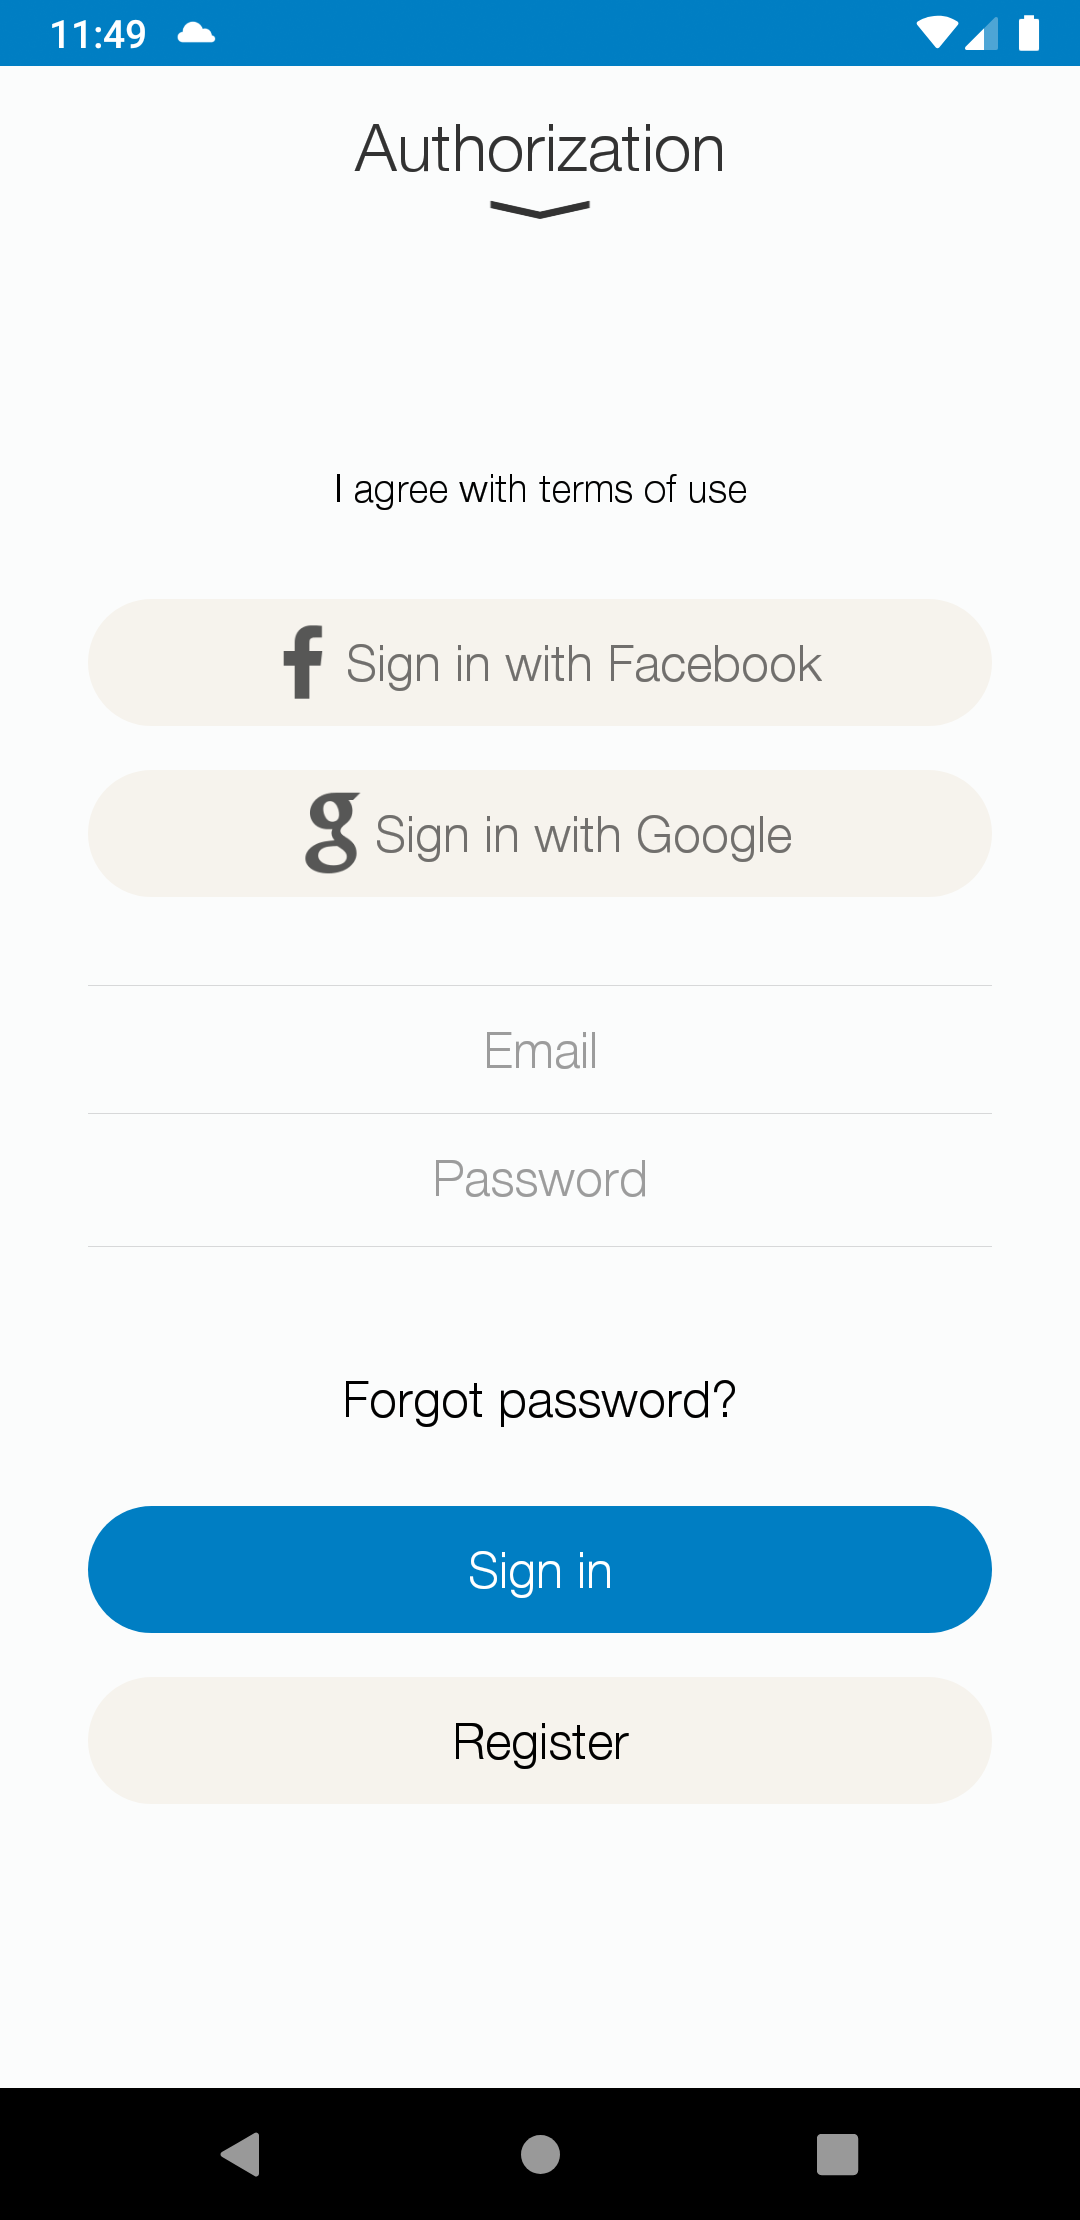 11:49
Authorization
I agree with terms of use
Sign in with Facebook
Sign in with Google
Email
Password
Forgot password?
Sign in
Register